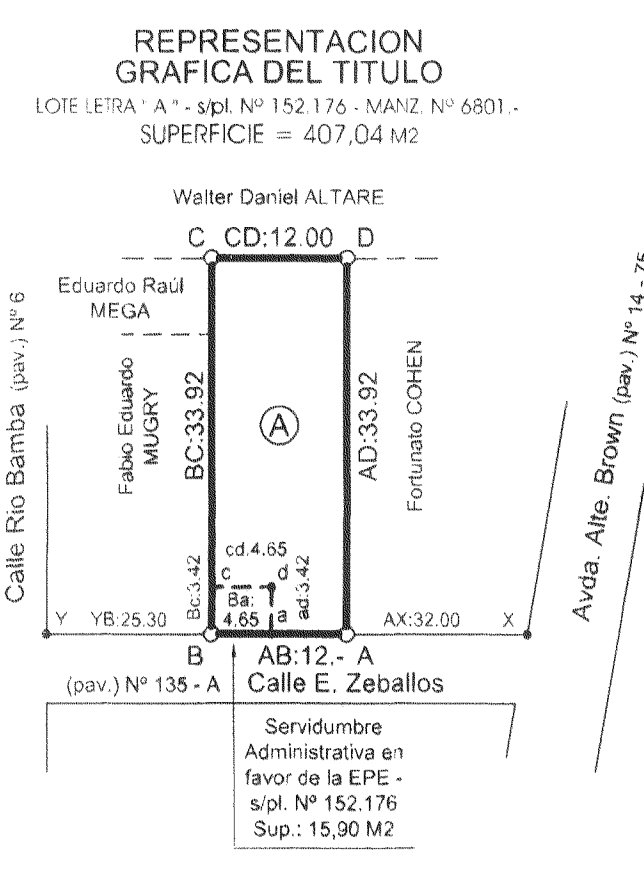 REPRESENTACION
GRAFICA DEL TITULO
LOTE LETRA " A " - s/pl. Nº 152.176 - MANZ. Nº 6801.-
SUPERFICIE = 407,04 M2
Walter Daniel ALTARE
C CD:12.00 D
Eduardo Raúl
MEGA
Calle Rio Bamba (pav.) Nº 6
Fabio Eduardo
MUGRY
BC:33.92
A
AD:33.92
Fortunato COHEN
Avda. Alte. Brown (pav.) Nº 14 - 75
cd.4.65
Bc:3.42
c
d
ad:3.42
Ba:
4.65
a
Y YB:25.30
AX:32.00 X
B AB:12.- A
(pav.) Nº 135 - A Calle E. Zeballos
Servidumbre
Administrativa en
favor de la EPE -
s/pl. Nº 152.176
Sup.: 15,90 M2